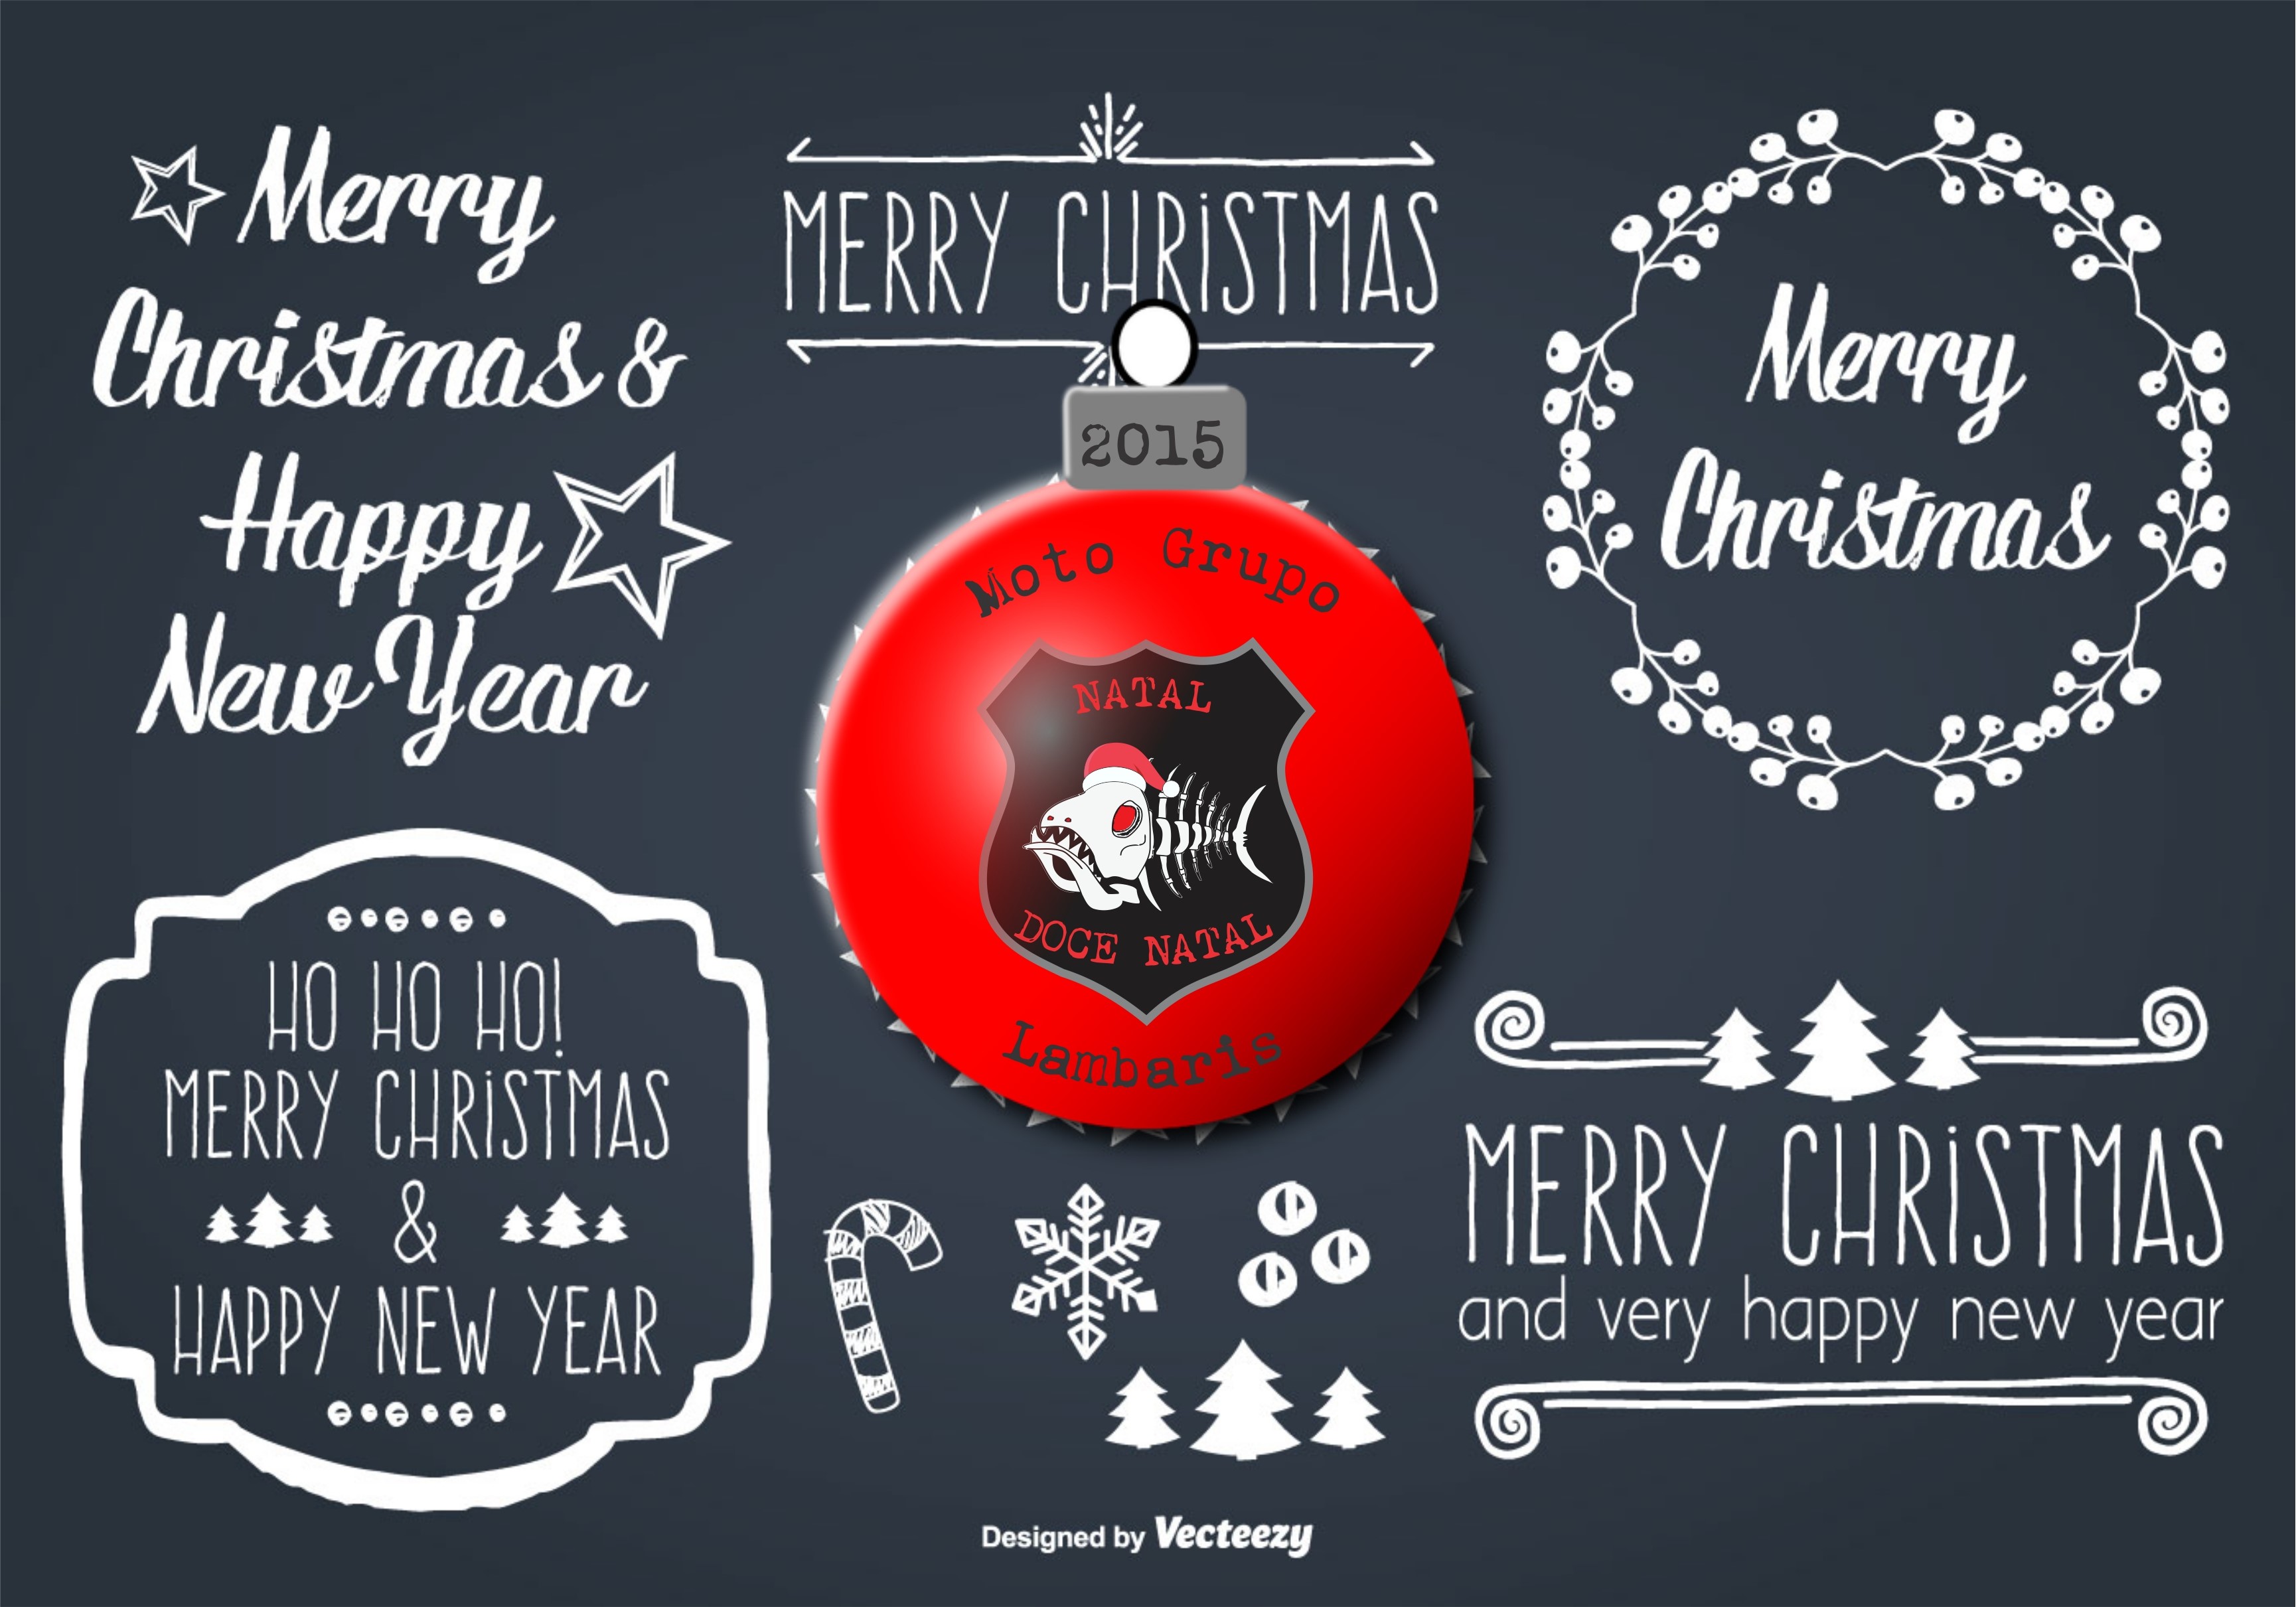 Merry
Christmas &
Happy
New Year
MERRY CHRiSTMAS
Merry
Christmas
2015
Moto Grupo
NATAL
DOCE NATAL
Lambaris
HO HO HO!
MERRY CHRiSTMAS
&
HAPPY NEW YEAR
MERRY CHRiSTMAS
and very happy new year
Designed by Vecteezy